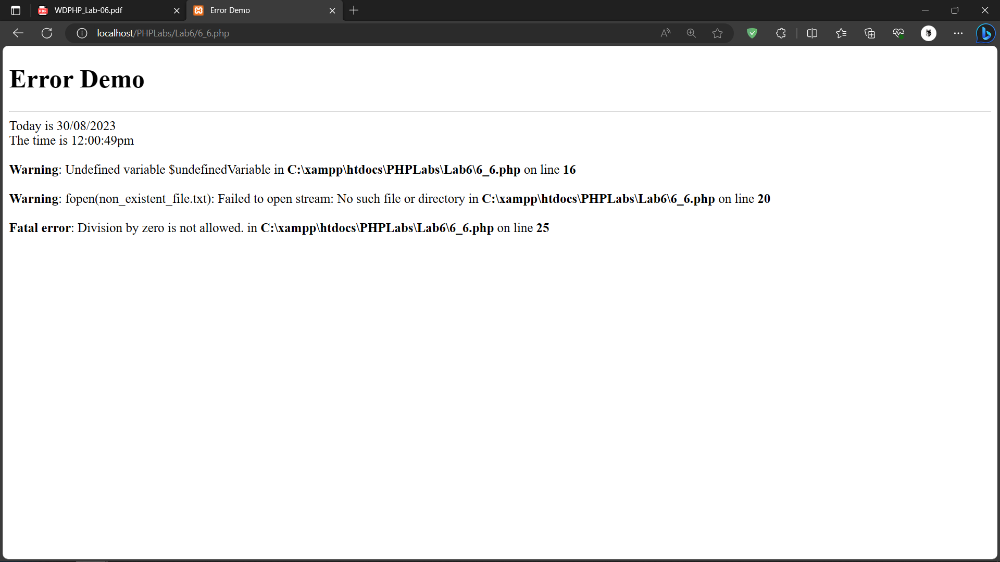 WDPHP_Lab-06.pdf
Error Demo
localhost/PHPLabs/Lab6/6_6.php
Error Demo
Today is 30/08/2023
The time is 12:00:49pm
Warning: Undefined variable $undefinedVariable in C:\xampp\htdocs\PHPLabs\Lab6\6_6.php on line 16
Warning: fopen(non_existent_file.txt): Failed to open stream: No such file or directory in C:\xampp\htdocs\PHPLabs\Lab6\6_6.php on line 20
Fatal error: Division by zero is not allowed. in C:\xampp\htdocs\PHPLabs\Lab6\6_6.php on line 25